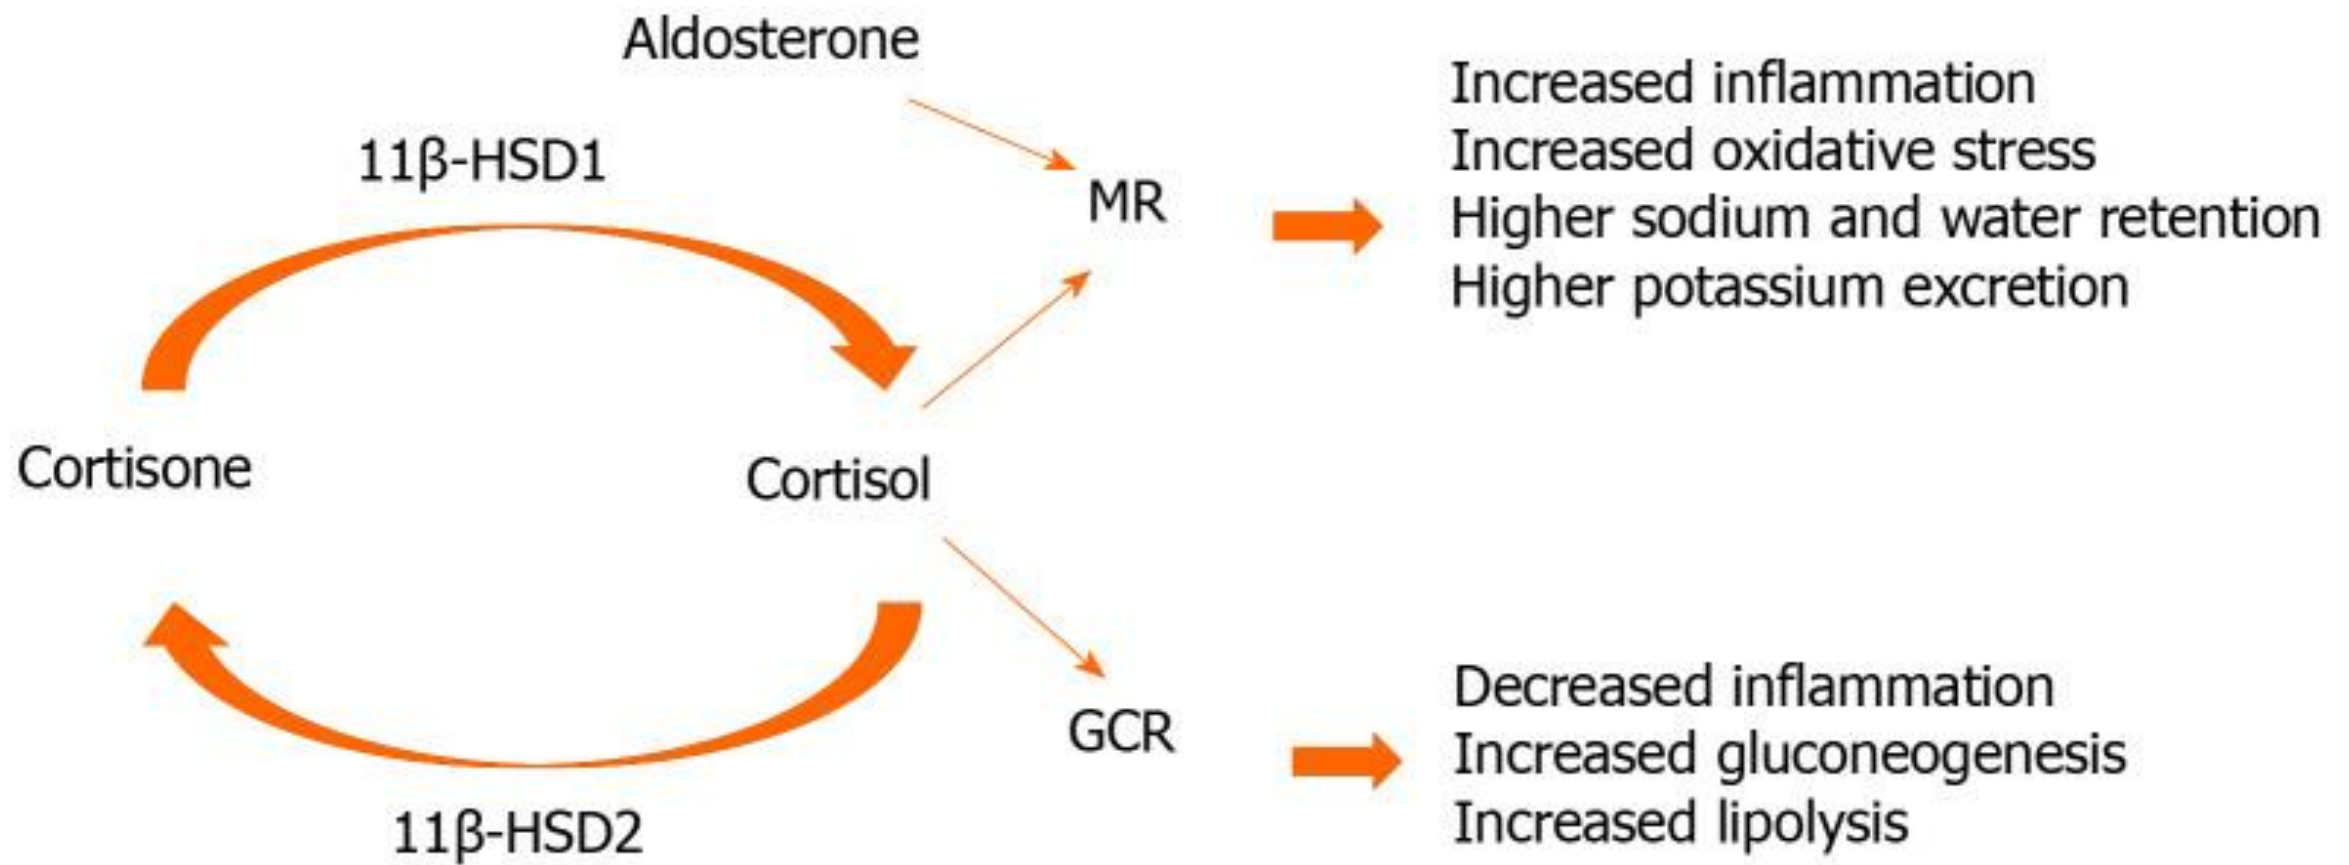 Aldosterone
11β-HSD1
MR
Increased inflammation
Increased oxidative stress
Higher sodium and water retention
Higher potassium excretion
Cortisone
Cortisol
GCR
Decreased inflammation
Increased gluconeogenesis
Increased lipolysis
11β-HSD2